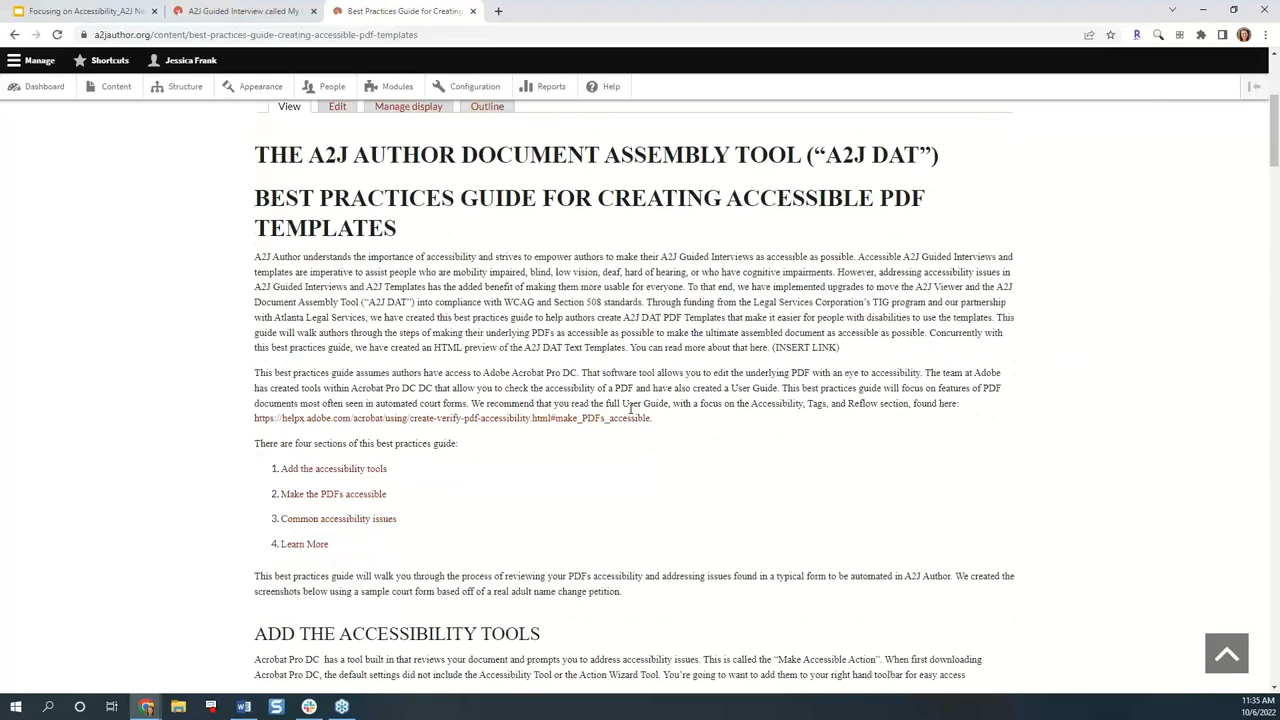 Focusing on Accessibility_A2J Ne
A2J Guided Interview called My
Best Practices Guide for Creating
a2jauthor.org/content/best-practices-guide-creating-accessible-pdf-templates
Manage Shortcuts Jessica Frank
Dashboard Content Structure Appearance People Modules Configuration Reports Help
View Edit Manage display Outline
THE A2J AUTHOR DOCUMENT ASSEMBLY TOOL (“A2J DAT”)
BEST PRACTICES GUIDE FOR CREATING ACCESSIBLE PDF
TEMPLATES
A2J Author understands the importance of accessibility and strives to empower authors to make their A2J Guided Interviews as accessible as possible. Accessible A2J Guided Interviews and
templates are imperative to assist people who are mobility impaired, blind, low vision, deaf, hard of hearing, or who have cognitive impairments. However, addressing accessibility issues in
A2J Guided Interviews and A2J Templates has the added benefit of making them more usable for everyone. To that end, we have implemented upgrades to move the A2J Viewer and the A2J
Document Assembly Tool (“A2J DAT”) into compliance with WCAG and Section 508 standards. Through funding from the Legal Services Corporation’s TIG program and our partnership
with Atlanta Legal Services, we have created this best practices guide to help authors create A2J DAT PDF Templates that make it easier for people with disabilities to use the templates. This
guide will walk authors through the steps of making their underlying PDFs as accessible as possible to make the ultimate assembled document as accessible as possible. Concurrently with
this best practices guide, we have created an HTML preview of the A2J DAT Text Templates. You can read more about that here. (INSERT LINK)
This best practices guide assumes authors have access to Adobe Acrobat Pro DC. That software tool allows you to edit the underlying PDF with an eye to accessibility. The team at Adobe
has created tools within Acrobat Pro DC DC that allow you to check the accessibility of a PDF and have also created a User Guide. This best practices guide will focus on features of PDF
documents most often seen in automated court forms. We recommend that you read the full User Guide, with a focus on the Accessibility, Tags, and Reflow section, found here:
https://helpx.adobe.com/acrobat/using/create-verify-pdf-accessibility.html#make_PDFs_accessible.
There are four sections of this best practices guide:
1. Add the accessibility tools
2. Make the PDFs accessible
3. Common accessibility issues
4. Learn More
This best practices guide will walk you through the process of reviewing your PDFs accessibility and addressing issues found in a typical form to be automated in A2J Author. We created the
screenshots below using a sample court form based off of a real adult name change petition.
ADD THE ACCESSIBILITY TOOLS
Acrobat Pro DC has a tool built in that reviews your document and prompts you to address accessibility issues. This is called the “Make Accessible Action”. When first downloading
Acrobat Pro DC, the default settings did not include the Accessibility Tool or the Action Wizard Tool. You’re going to want to add them to your right hand toolbar for easy access
11:35 AM
10/6/2022